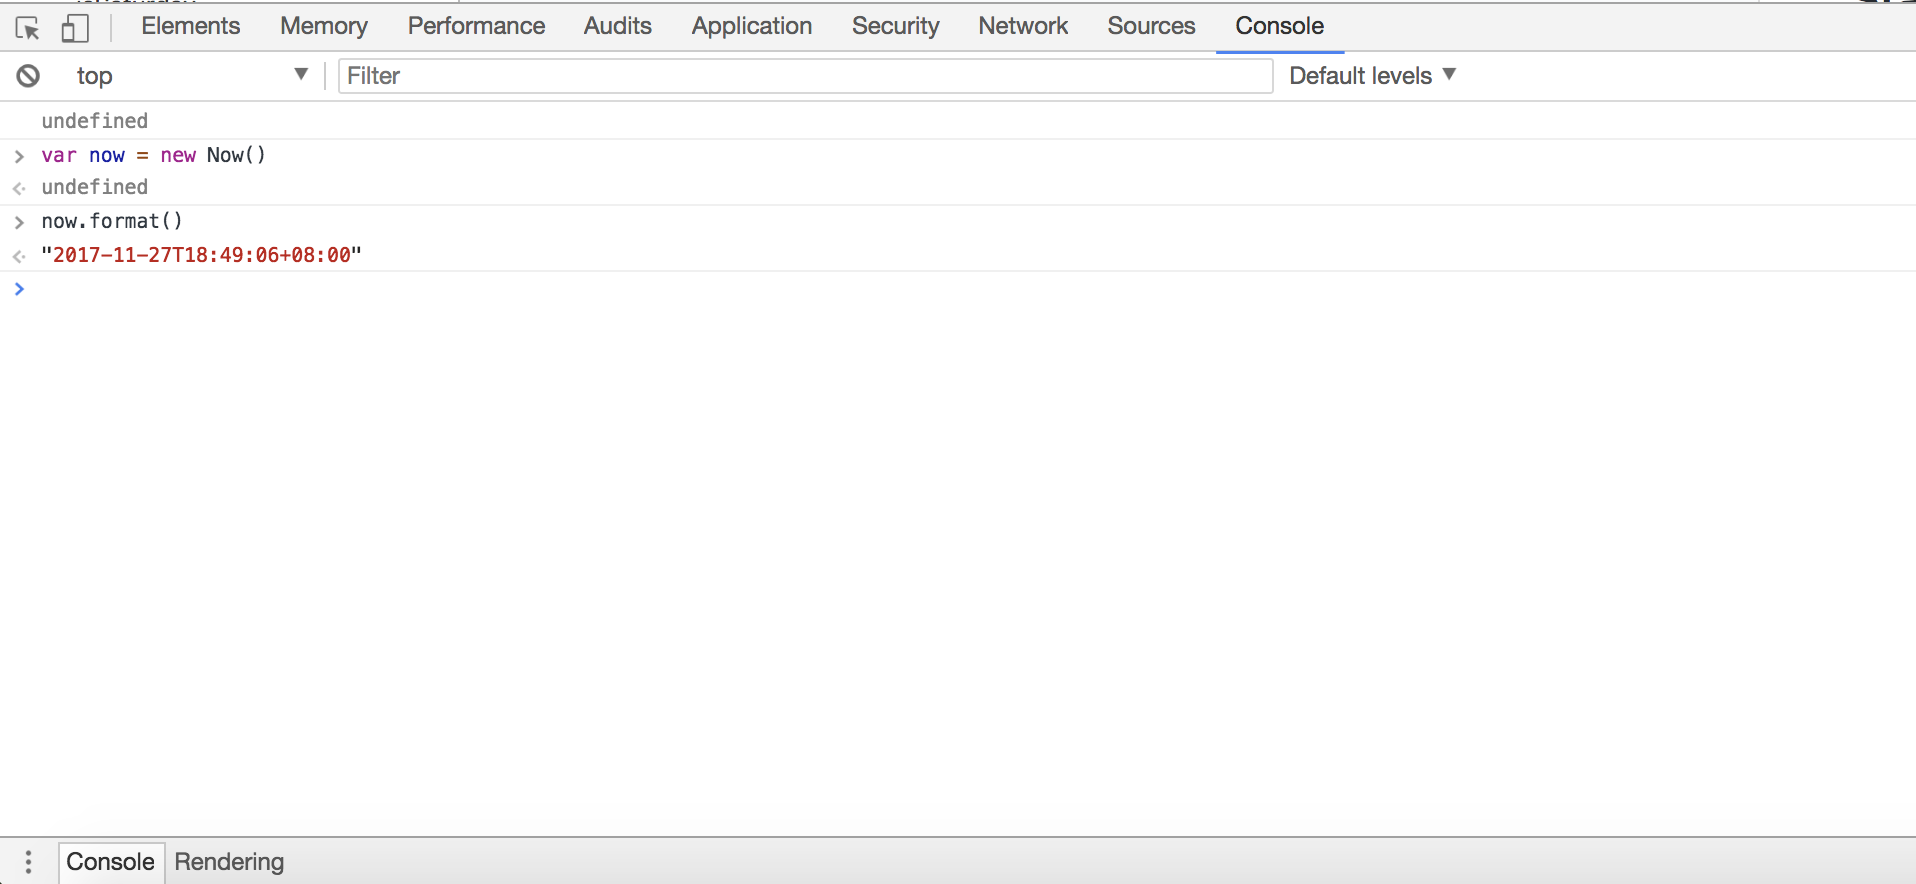 Elements Memory Performance Audits Application Security Network Sources Console
top Filter Default levels
undefined
var now = new Now()
undefined
now.format()
"2017-11-27T18:49:06+08:00"
Console Rendering